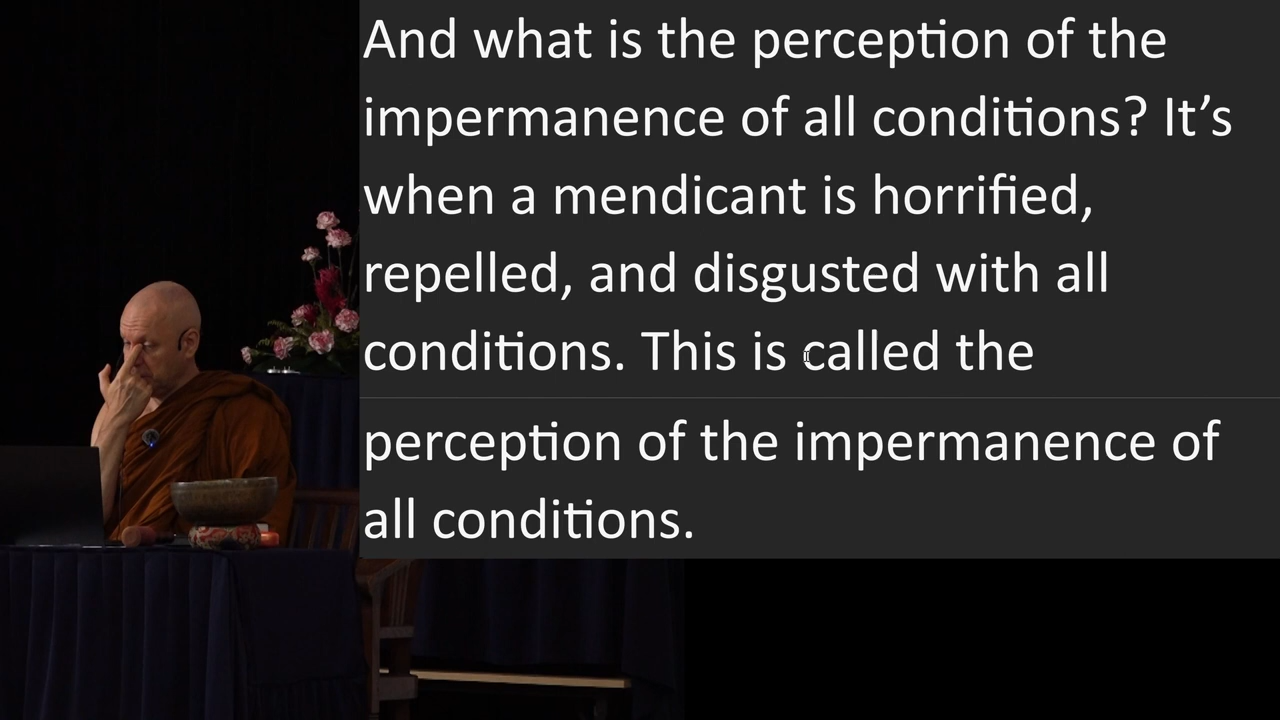 And what is the perception of the
impermanence of all conditions? It’s
when a mendicant is horrified,
repelled, and disgusted with all
conditions. This is called the
perception of the impermanence of
all conditions.